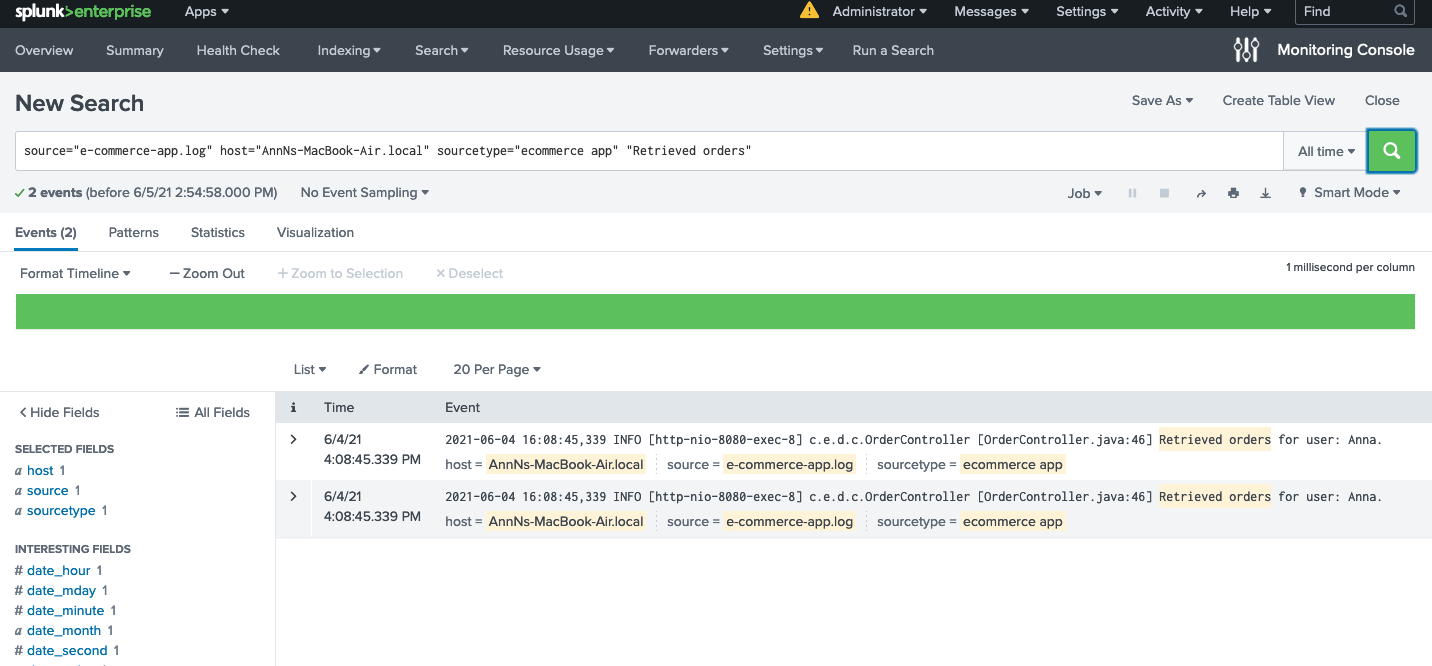 splunk>enterprise Apps Administrator Messages Settings Activity Help Find
Overview Summary Health Check Indexing Search Resource Usage Forwarders Settings Run a Search Monitoring Console
New Search Save As Create Table View Close
source="e-commerce-app.log" host="AnnNs-MacBook-Air.local" sourcetype="ecommerce app" "Retrieved orders" All time
2 events (before 6/5/21 2:54:58.000 PM) No Event Sampling Job Smart Mode
Events (2) Patterns Statistics Visualization
Format Timeline — Zoom Out + Zoom to Selection × Deselect 1 millisecond per column
List Format 20 Per Page
< Hide Fields All Fields i Time Event
SELECTED FIELDS
a host 1
a source 1
a sourcetype 1
INTERESTING FIELDS
# date_hour 1
# date_mday 1
# date_minute 1
a date_month 1
# date_second 1
> 6/4/21 2021-06-04 16:08:45,339 INFO [http-nio-8080-exec-8] c.e.d.c.OrderController [OrderController.java:46] Retrieved orders for user: Anna.
4:08:45.339 PM host = AnnNs-MacBook-Air.local source = e-commerce-app.log sourcetype = ecommerce app
> 6/4/21 2021-06-04 16:08:45,339 INFO [http-nio-8080-exec-8] c.e.d.c.OrderController [OrderController.java:46] Retrieved orders for user: Anna.
4:08:45.339 PM host = AnnNs-MacBook-Air.local source = e-commerce-app.log sourcetype = ecommerce app